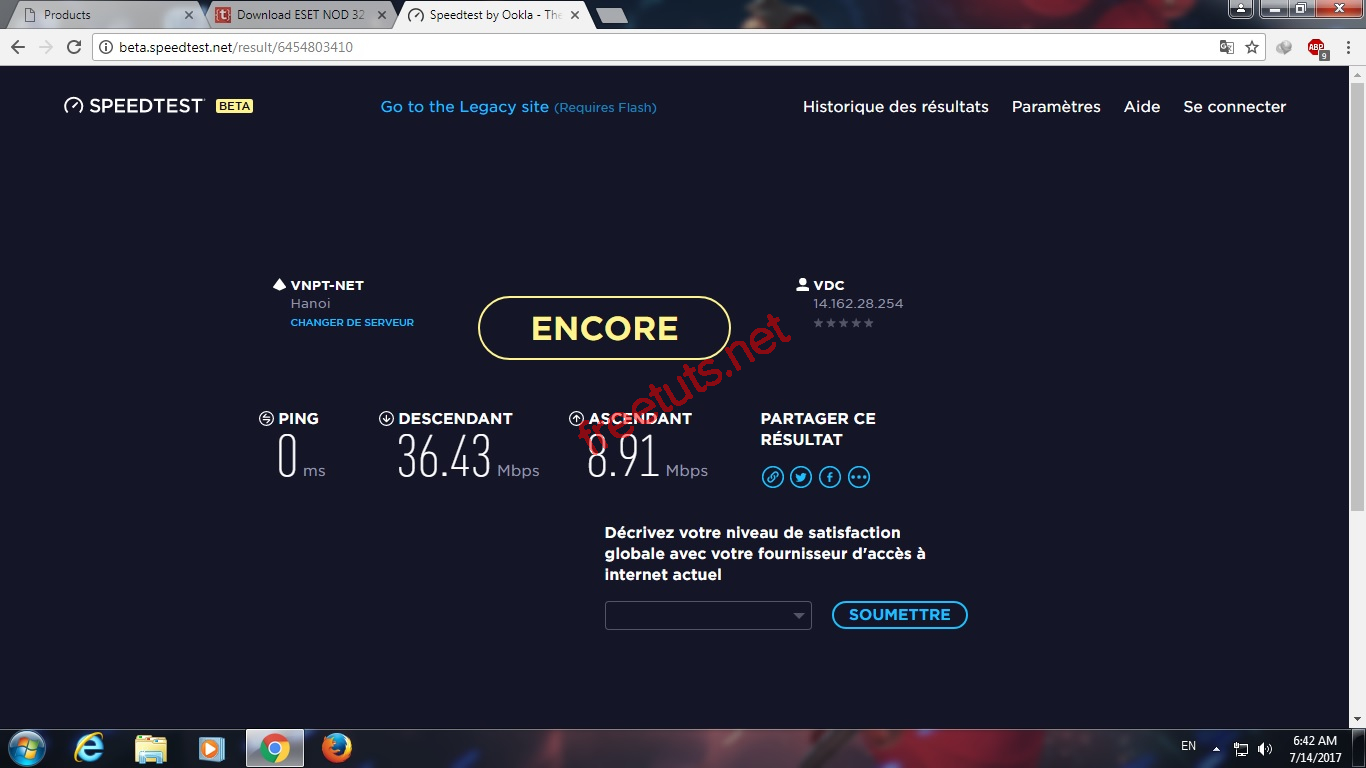 Products
Download ESET NOD 32
Speedtest by Ookla - The
beta.speedtest.net/result/6454803410
ABP
9
SPEEDTEST BETA
Go to the Legacy site (Requires Flash)
Historique des résultats Paramètres Aide Se connecter
VNPT-NET
Hanoi
CHANGER DE SERVEUR
ENCORE
VDC
14.162.28.254
freetuts.net
PING
0 ms
DESCENDANT
36.43 Mbps
ASCENDANT
8.91 Mbps
PARTAGER CE
RÉSULTAT
Décrivez votre niveau de satisfaction
globale avec votre fournisseur d'accès à
internet actuel
SOUMETTRE
EN
6:42 AM
7/14/2017